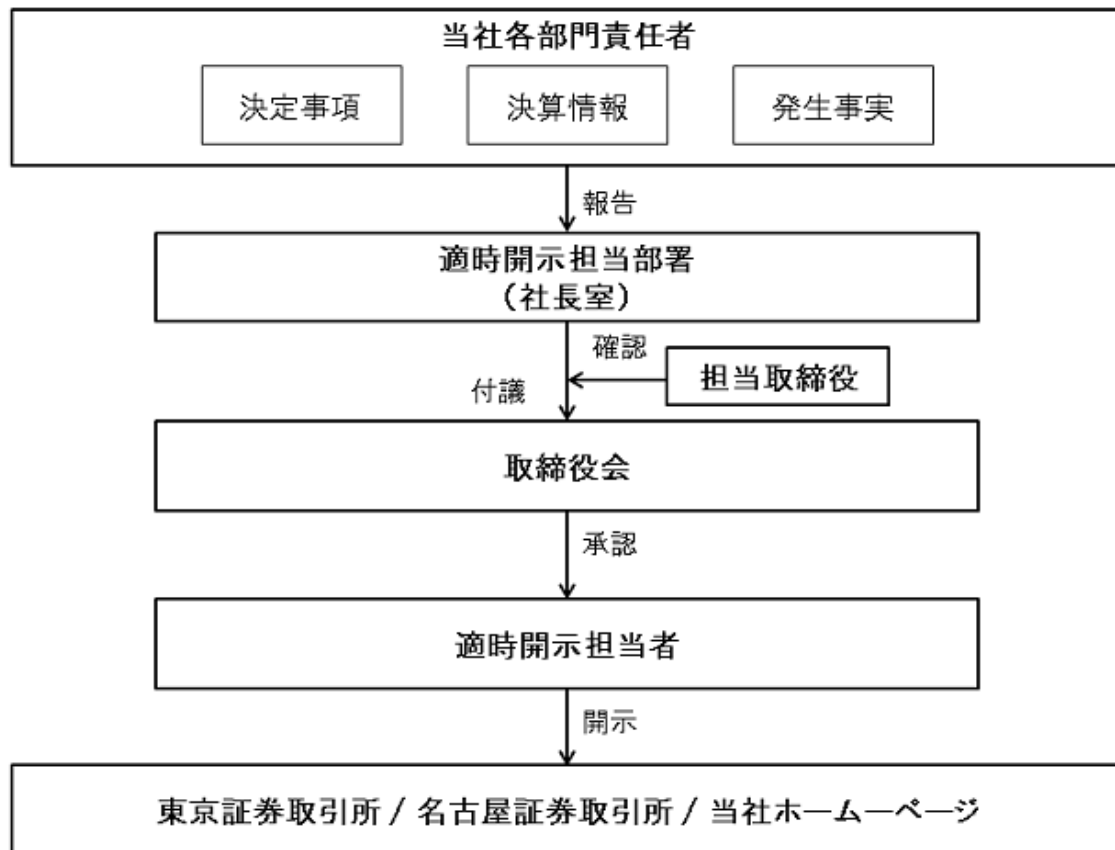 当社各部門責任者
決定事項 決算情報 発生事実
報告
適時開示担当部署
（社長室）
確認
担当取締役
付議
取締役会
承認
適時開示担当者
開示
東京証券取引所 / 名古屋証券取引所 / 当社ホームーページ